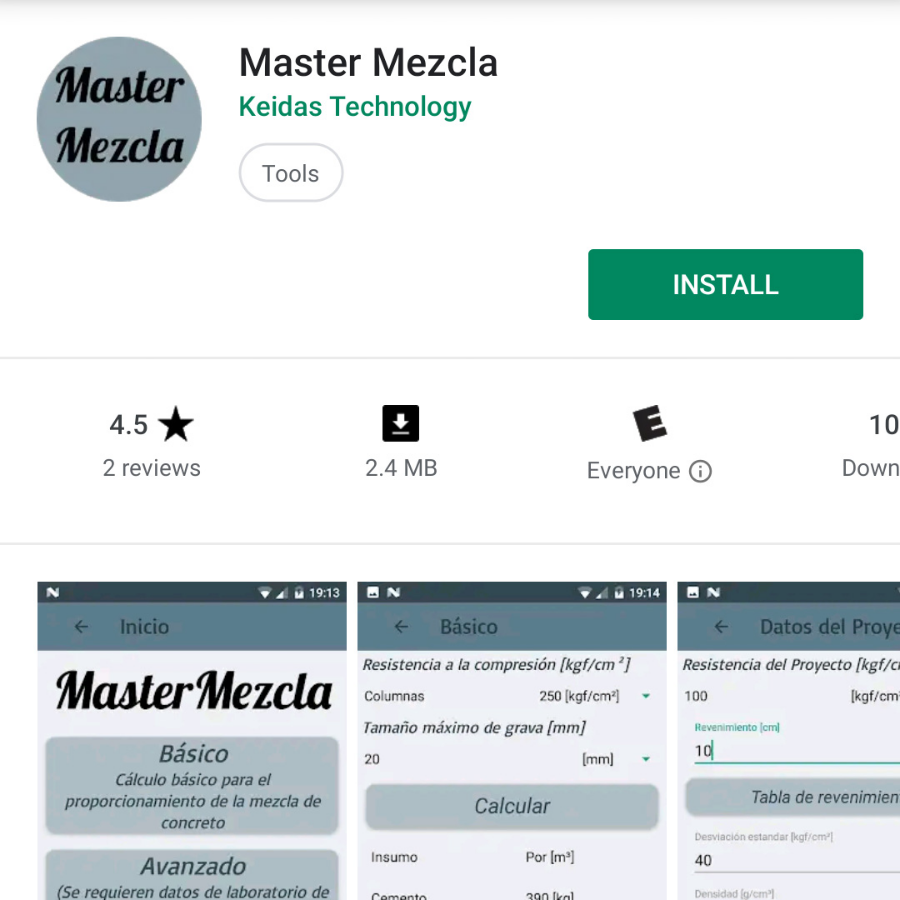 Master
Mezcla
Master Mezcla
Keidas Technology
Tools
INSTALL
4.5
2 reviews
2.4 MB
E
Everyone
10
Down
19:13
Inicio
MasterMezcla
Básico
Cálculo básico para el
proporcionamiento de la mezcla de
concreto
Avanzado
(Se requieren datos de laboratorio de
19:14
Básico
Resistencia a la compresión [kgf/cm²]
Columnas 250 [kgf/cm²]
Tamaño máximo de grava [mm]
20 [mm]
Calcular
Insumo Por [m³]
Cemento 390 [kg]
Datos del Proye
Resistencia del Proyecto [kgf/c
100 [kgf/cm
Revenimiento [cm]
10
Tabla de revenimien
Desviación estandar [kgf/cm²]
40
Densidad [g/cm³]